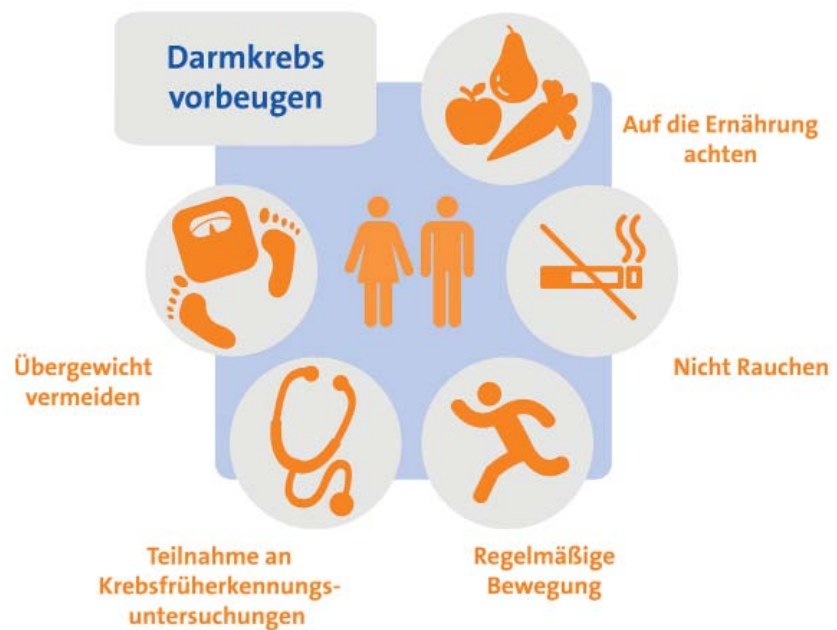 Darmkrebs
vorbeugen
Auf die Ernährung
achten
Nicht Rauchen
Regelmäßige
Bewegung
Teilnahme an
Krebsfrüherkennungs-
untersuchungen
Übergewicht
vermeiden